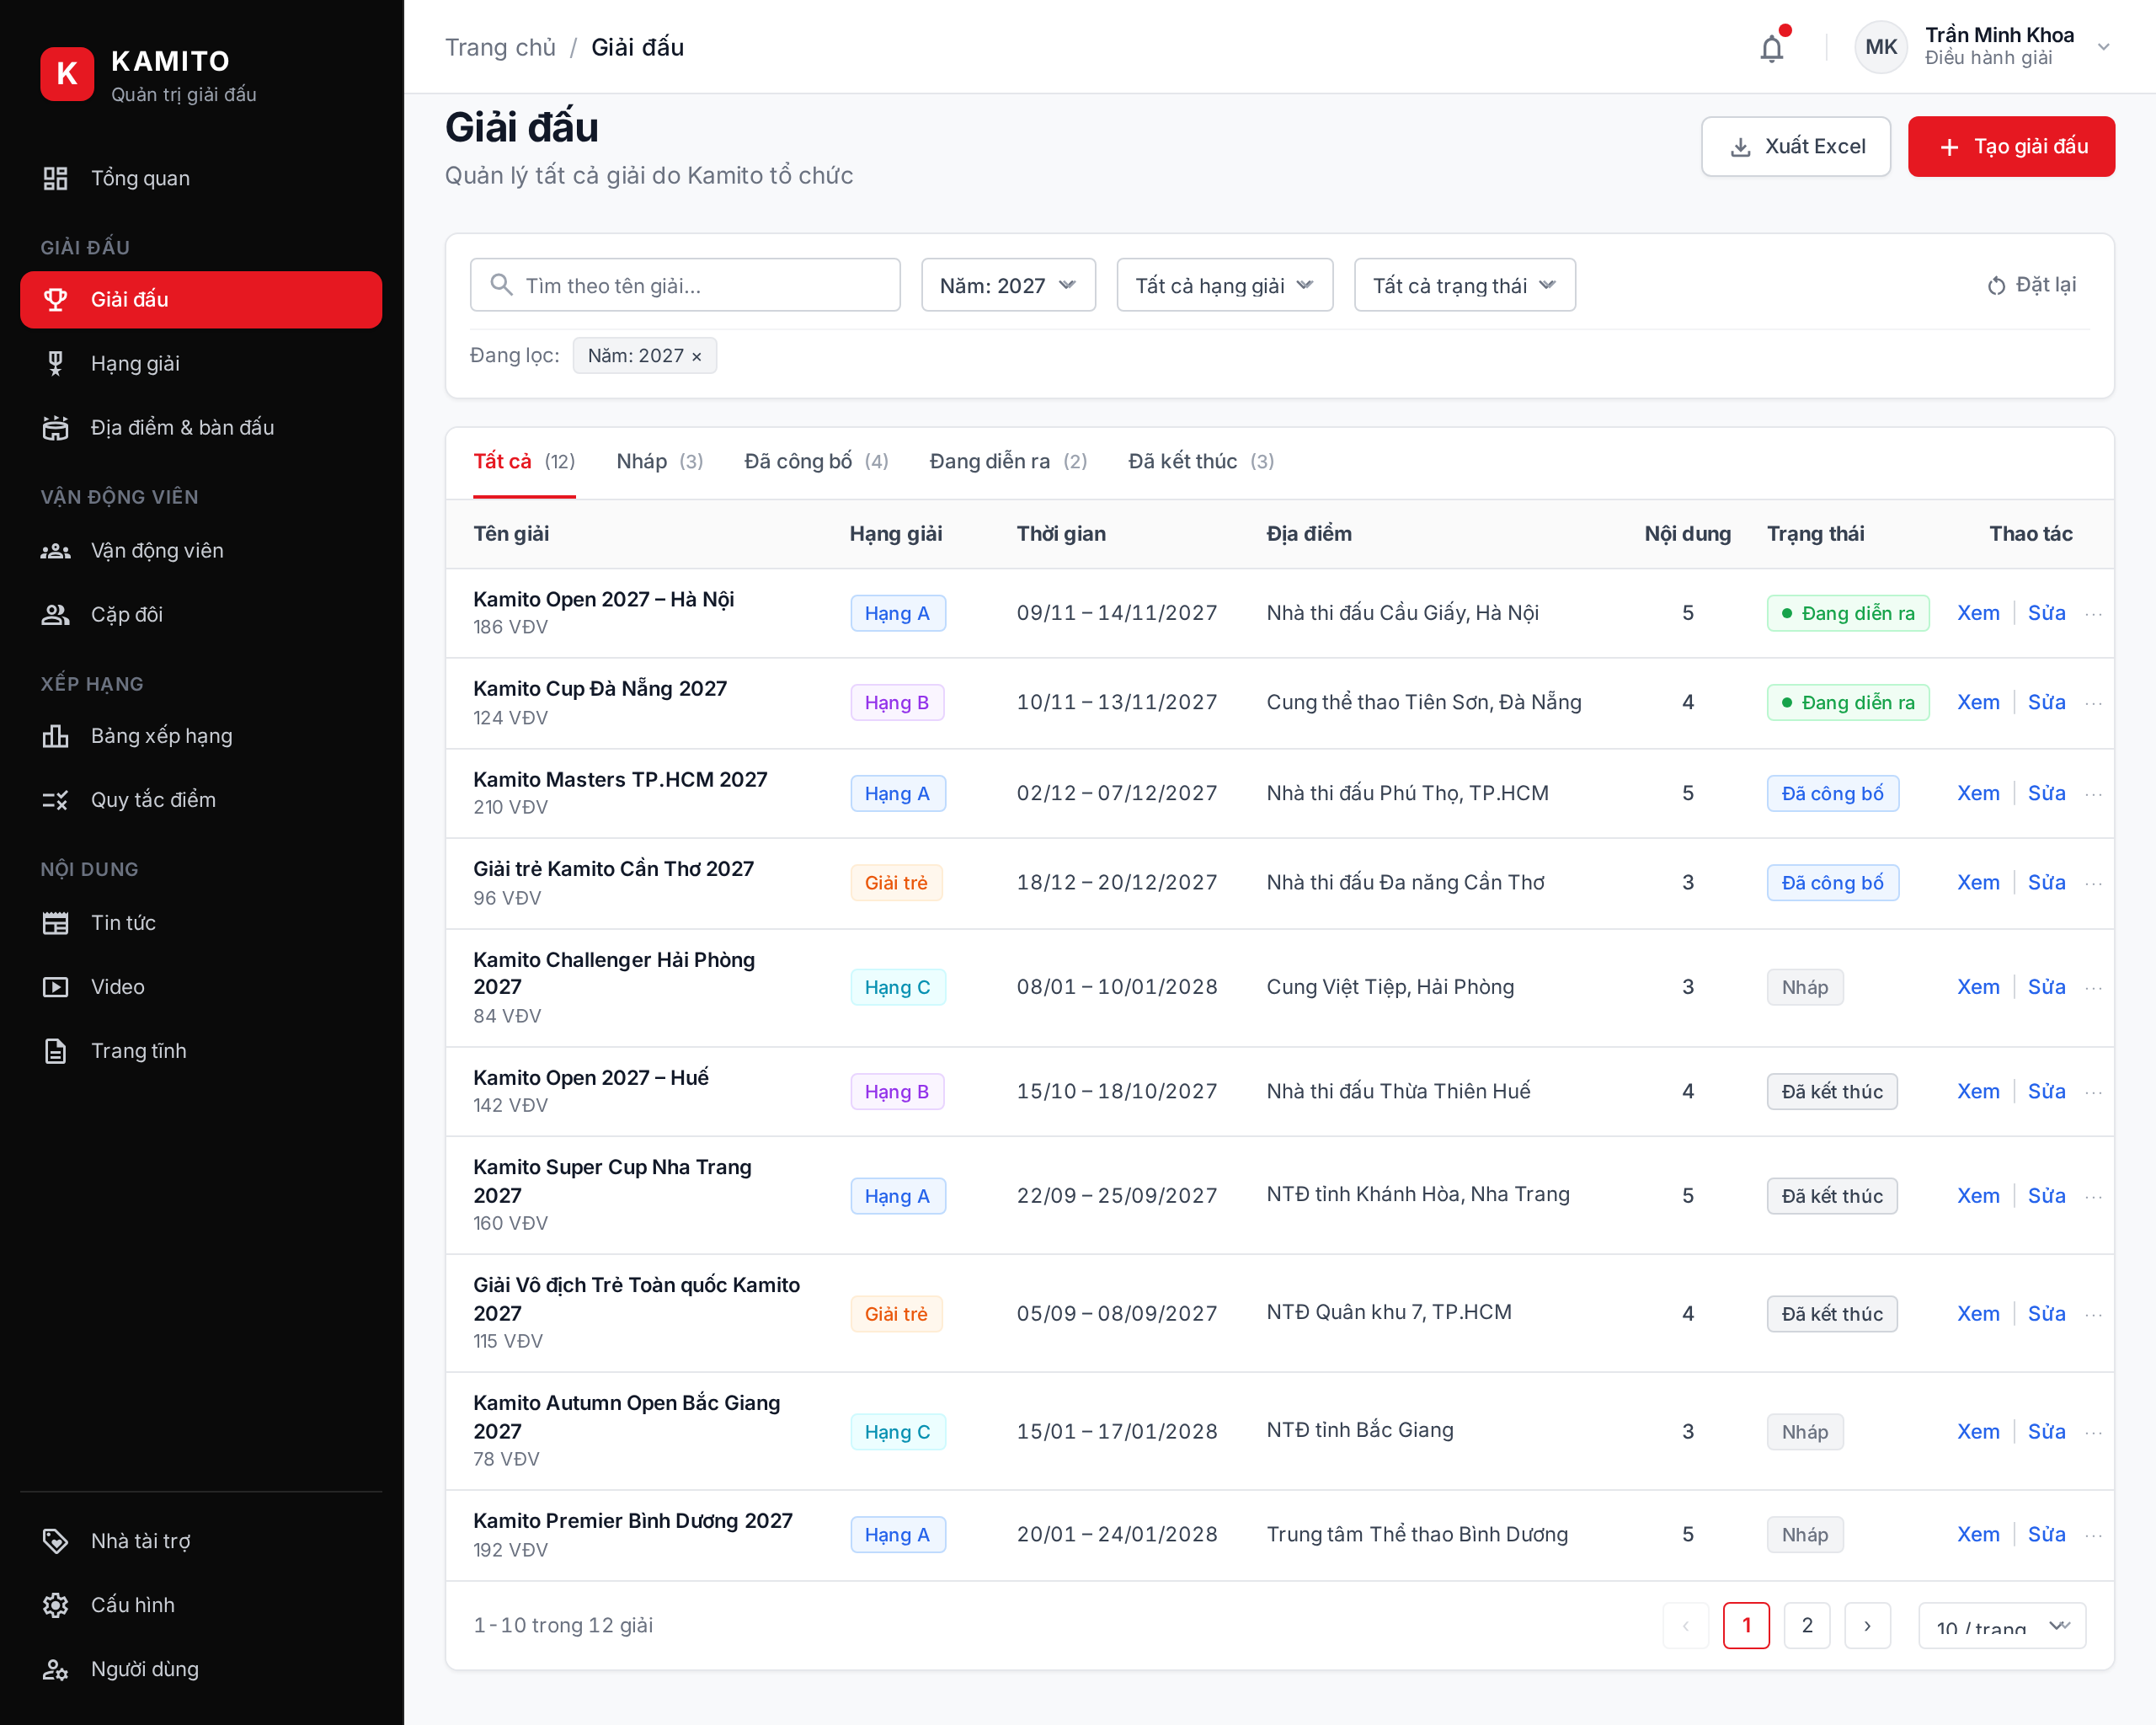 K
KAMITO
Quản trị giải đấu
Tổng quan
GIẢI ĐẤU
Giải đấu
Hạng giải
Địa điểm & bàn đấu
VẬN ĐỘNG VIÊN
Vận động viên
Cặp đôi
XẾP HẠNG
Bảng xếp hạng
Quy tắc điểm
NỘI DUNG
Tin tức
Video
Trang tĩnh
Nhà tài trợ
Cấu hình
Người dùng
Trang chủ / Giải đấu
MK
Trần Minh Khoa
Điều hành giải
Giải đấu
Quản lý tất cả giải do Kamito tổ chức
Xuất Excel
Tạo giải đấu
Tìm theo tên giải...
Năm: 2027
Tất cả hạng giải
Tất cả trạng thái
Đặt lại
Đang lọc: Năm: 2027 ×
Tất cả (12) Nháp (3) Đã công bố (4) Đang diễn ra (2) Đã kết thúc (3)
Tên giải Hạng giải Thời gian Địa điểm Nội dung Trạng thái Thao tác
Kamito Open 2027 – Hà Nội
186 VĐV
Hạng A 09/11 – 14/11/2027 Nhà thi đấu Cầu Giấy, Hà Nội 5 Đang diễn ra Xem Sửa ...
Kamito Cup Đà Nẵng 2027
124 VĐV
Hạng B 10/11 – 13/11/2027 Cung thể thao Tiên Sơn, Đà Nẵng 4 Đang diễn ra Xem Sửa ...
Kamito Masters TP.HCM 2027
210 VĐV
Hạng A 02/12 – 07/12/2027 Nhà thi đấu Phú Thọ, TP.HCM 5 Đã công bố Xem Sửa ...
Giải trẻ Kamito Cần Thơ 2027
96 VĐV
Giải trẻ 18/12 – 20/12/2027 Nhà thi đấu Đa năng Cần Thơ 3 Đã công bố Xem Sửa ...
Kamito Challenger Hải Phòng
2027
84 VĐV
Hạng C 08/01 – 10/01/2028 Cung Việt Tiệp, Hải Phòng 3 Nháp Xem Sửa ...
Kamito Open 2027 – Huế
142 VĐV
Hạng B 15/10 – 18/10/2027 Nhà thi đấu Thừa Thiên Huế 4 Đã kết thúc Xem Sửa ...
Kamito Super Cup Nha Trang
2027
160 VĐV
Hạng A 22/09 – 25/09/2027 NTĐ tỉnh Khánh Hòa, Nha Trang 5 Đã kết thúc Xem Sửa ...
Giải Vô địch Trẻ Toàn quốc Kamito
2027
115 VĐV
Giải trẻ 05/09 – 08/09/2027 NTĐ Quân khu 7, TP.HCM 4 Đã kết thúc Xem Sửa ...
Kamito Autumn Open Bắc Giang
2027
78 VĐV
Hạng C 15/01 – 17/01/2028 NTĐ tỉnh Bắc Giang 3 Nháp Xem Sửa ...
Kamito Premier Bình Dương 2027
192 VĐV
Hạng A 20/01 – 24/01/2028 Trung tâm Thể thao Bình Dương 5 Nháp Xem Sửa ...
1-10 trong 12 giải
‹ 1 2 › 10 / trang